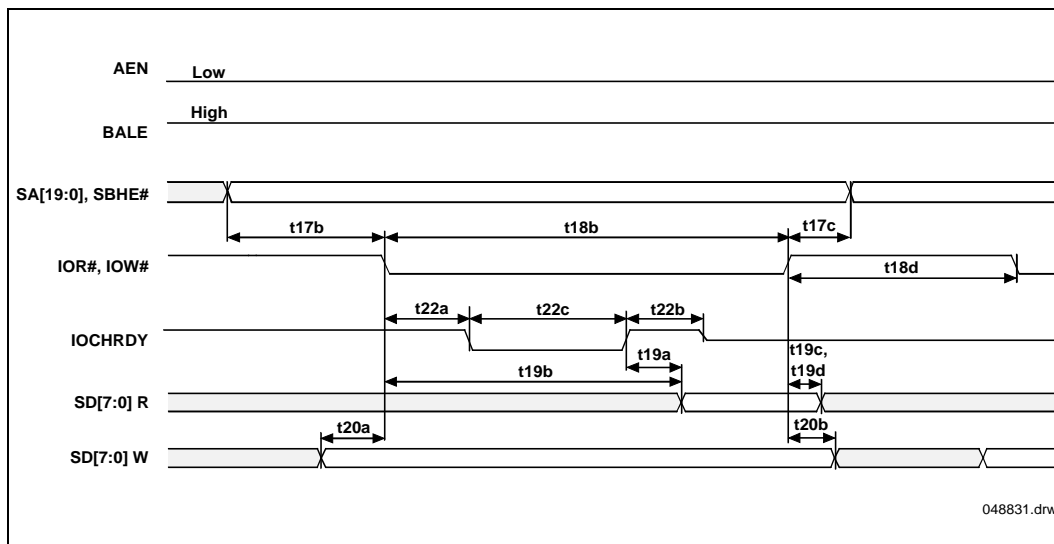 AEN
Low
High
BALE
SA[19:0], SBHE#
t17b
t18b
t17c
IOR#, IOW#
t18d
t22a
t22c
t22b
IOCHRDY
t19a
t19c,
t19d
t19b
SD[7:0] R
t20a
t20b
SD[7:0] W
048831.drw